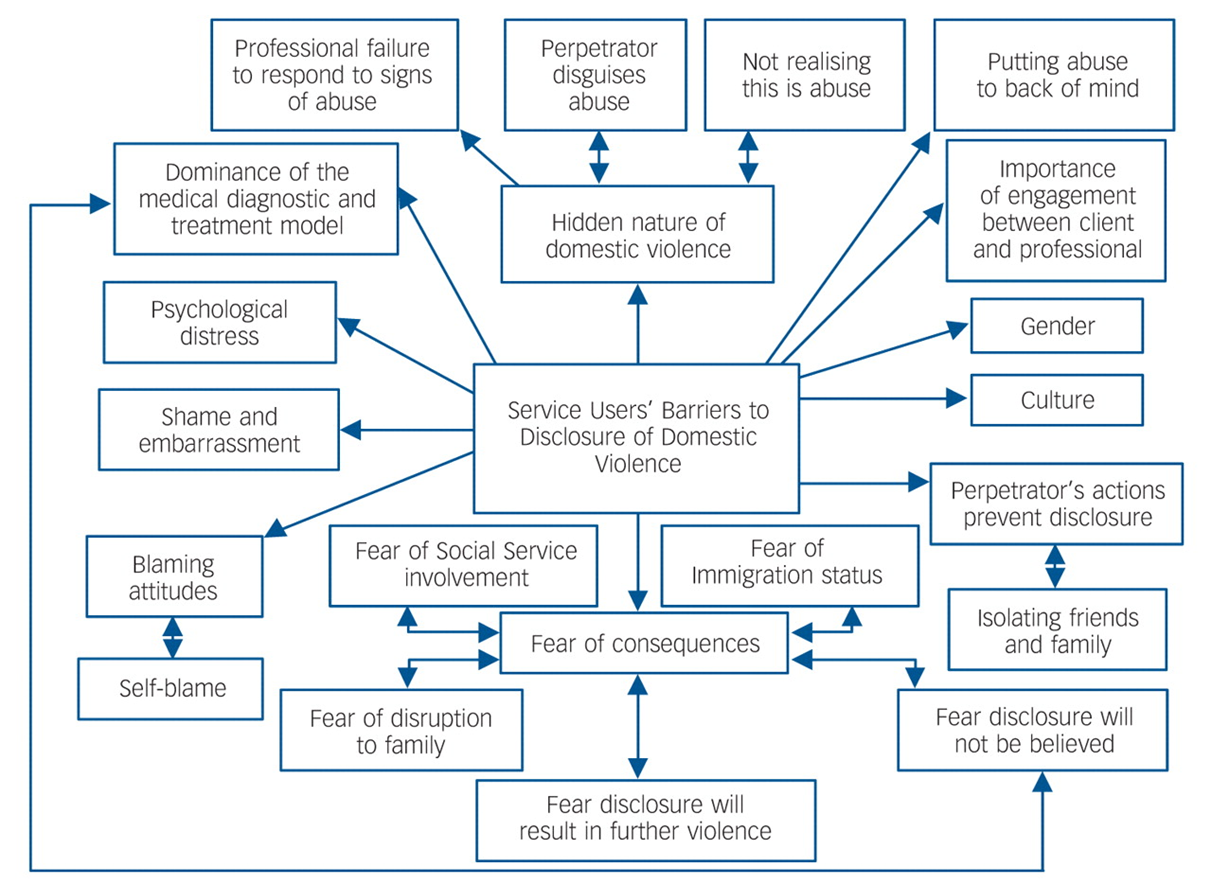 Professional failure
to respond to signs
of abuse
Perpetrator
disguises
abuse
Not realising
this is abuse
Putting abuse
to back of mind
Dominance of the
medical diagnostic and
treatment model
Hidden nature of
domestic violence
Importance
of engagement
between client
and professional
Psychological
distress
Gender
Shame and
embarrassment
Service Users’ Barriers to
Disclosure of Domestic
Violence
Culture
Perpetrator’s actions
prevent disclosure
Blaming
attitudes
Fear of Social Service
involvement
Fear of
Immigration status
Isolating friends
and family
Fear of consequences
Self-blame
Fear of disruption
to family
Fear disclosure will
not be believed
Fear disclosure will
result in further violence